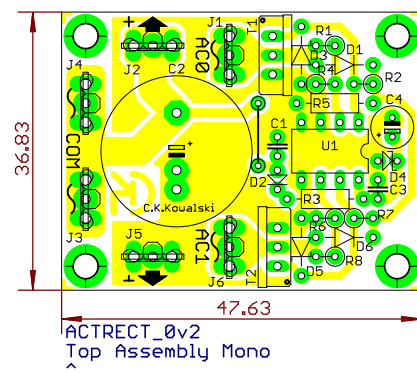 J1
T1
R1
J2
C2
AC0
D3
D1
J4
R4
R2
R5
C4
COM
C1
U1
36.83
D2
D4
C3
C.K.Kowalski
R3
J3
J5
AC1
R6
R7
D6
R8
T2
D5
J6
47.63
ACTRECT_0v2
Top Assembly Mono